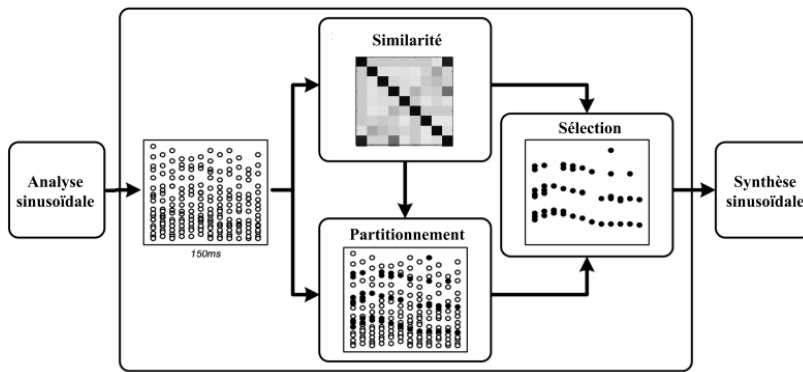 Similarité
Sélection
Analyse
sinusoïdale
Synthèse
sinusoïdale
Partitionnement
150ms